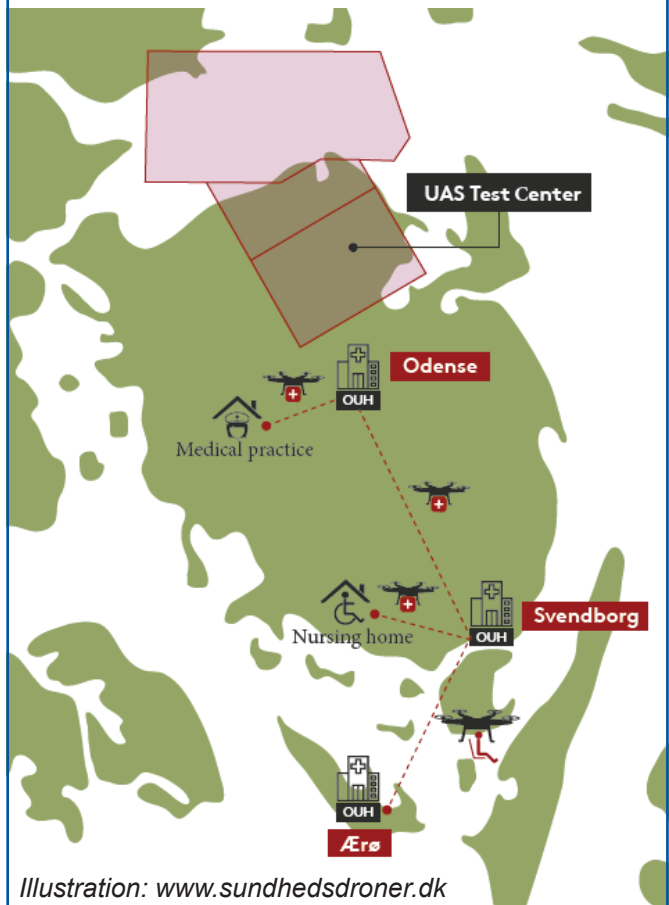 UAS Test Center
Odense
OUH
Medical practice
Svendborg
Nursing home
OUH
OUH
Ærø
Illustration: www.sundhedsdroner.dk